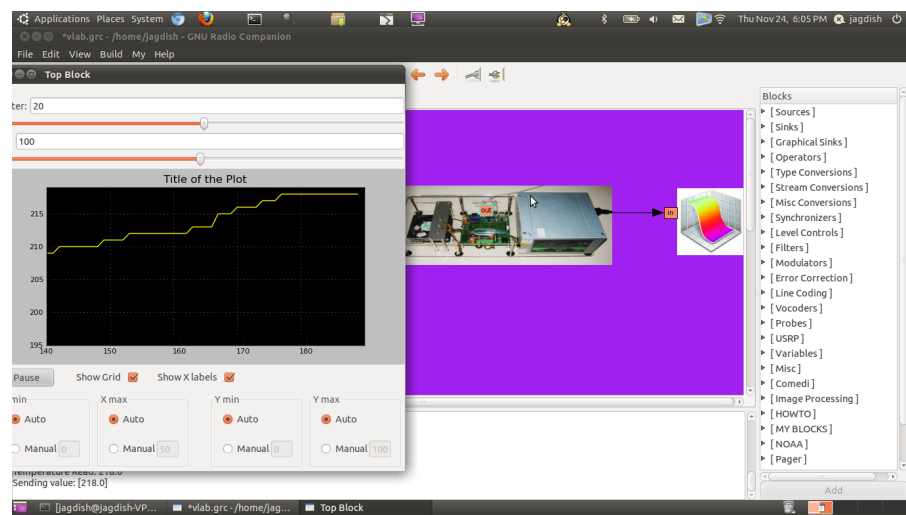 Applications Places System
Thu Nov 24, 6:05 PM jagdish
*vlab.grc - /home/jagdish - GNU Radio Companion
File Edit View Build My Help
Top Block
ter: 20
100
Title of the Plot
215
210
205
200
195
140 150 160 170 180
Pause Show Grid Show X labels
min X max Y min Y max
Auto Auto Auto Auto
Manual 0 Manual 50 Manual 0 Manual 100
out
in
Blocks
[ Sources ]
[ Sinks ]
[ Graphical Sinks ]
[ Operators ]
[ Type Conversions ]
[ Stream Conversions ]
[ Misc Conversions ]
[ Synchronizers ]
[ Level Controls ]
[ Filters ]
[ Modulators ]
[ Error Correction ]
[ Line Coding ]
[ Vocoders ]
[ Probes ]
[ USRP ]
[ Variables ]
[ Misc ]
[ Comedi ]
[ Image Processing ]
[ HOWTO ]
[ MY BLOCKS ]
[ NOAA ]
[ Pager ]
Add
Temperature Read: 218.0
Sending value: [218.0]
[jagdish@jagdish-VP... *vlab.grc - /home/jag... Top Block